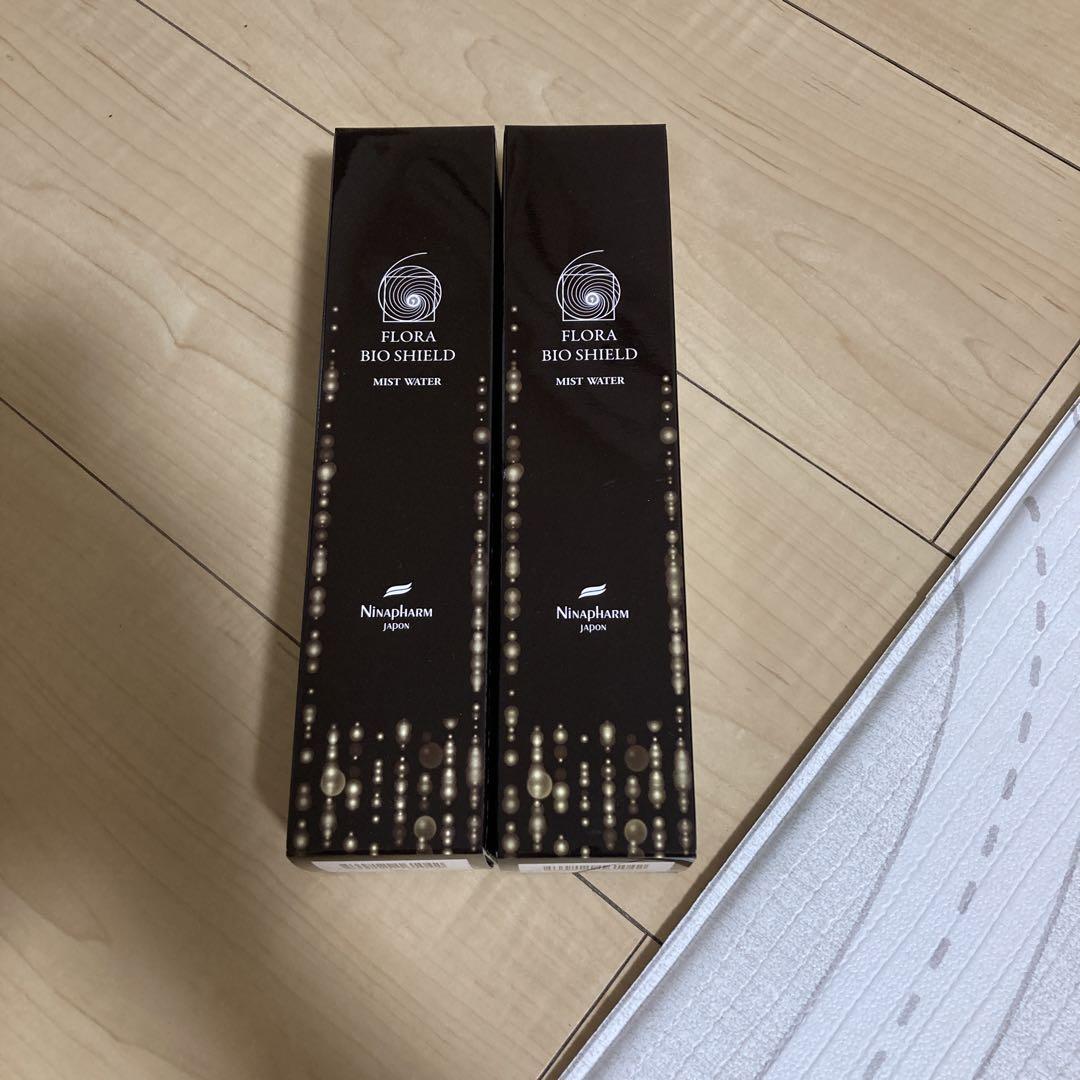 FLORA
BIO SHIELD
MIST WATER
NINAPHARM
JAPON
FLORA
BIO SHIELD
MIST WATER
NINAPHARM
JAPON